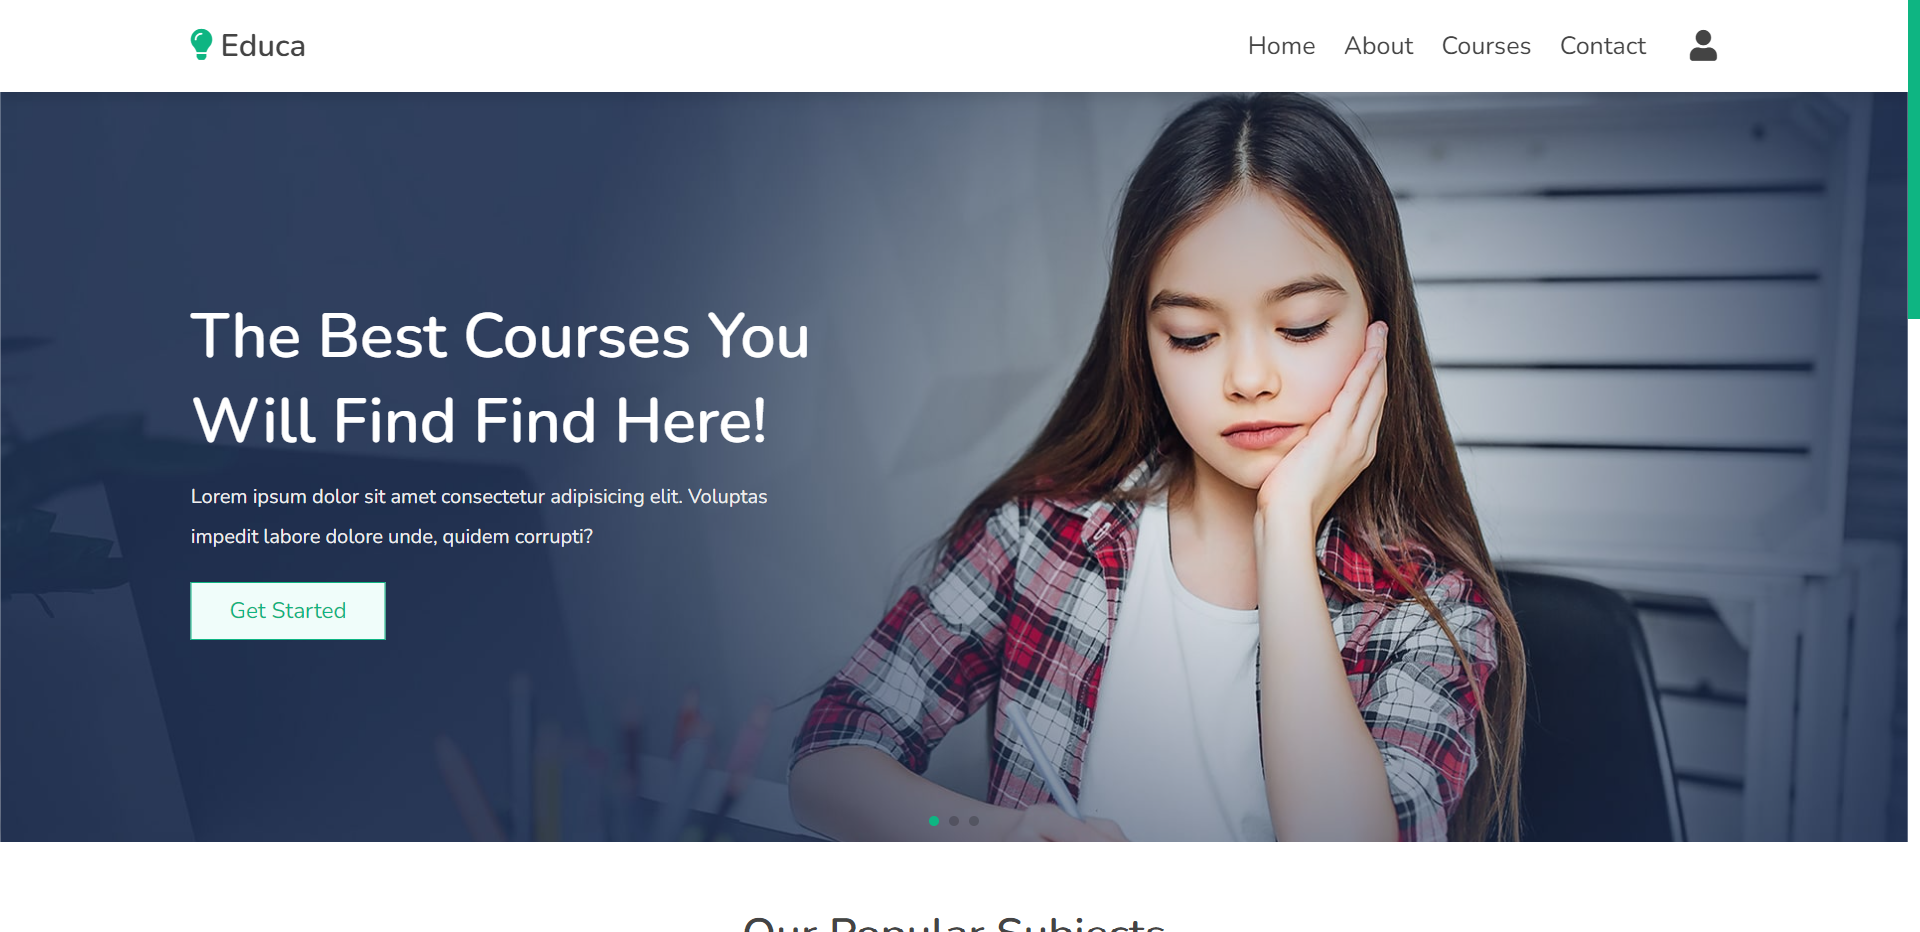 Educa
Home About Courses Contact
The Best Courses You
Will Find Find Here!
Lorem ipsum dolor sit amet consectetur adipisicing elit. Voluptas
impedit labore dolore unde, quidem corrupti?
Get Started
Our Popular Subjects